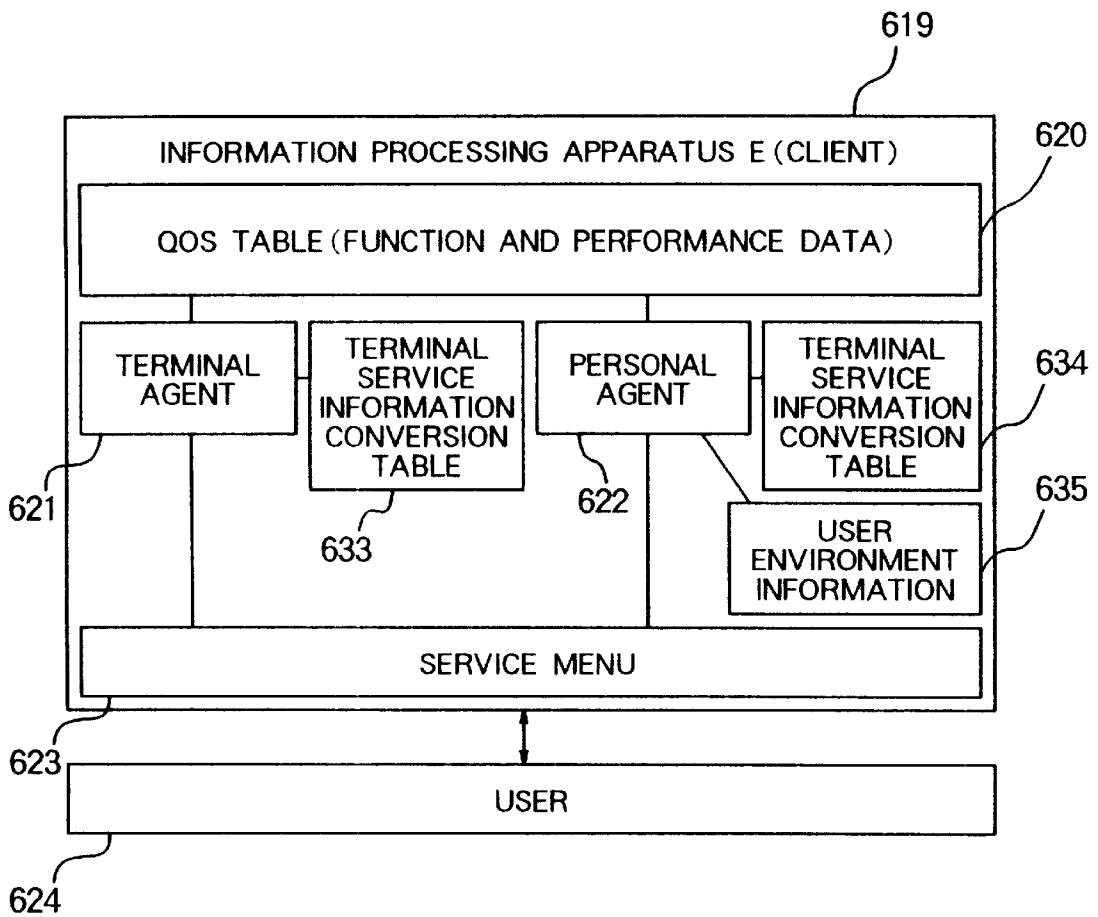 619
INFORMATION PROCESSING APPARATUS E (CLIENT)
620
QOS TABLE (FUNCTION AND PERFORMANCE DATA)
TERMINAL
AGENT
TERMINAL
SERVICE
INFORMATION
CONVERSION
TABLE
PERSONAL
AGENT
TERMINAL
SERVICE
INFORMATION
CONVERSION
TABLE
634
621
633
622
635
USER
ENVIRONMENT
INFORMATION
SERVICE MENU
623
USER
624